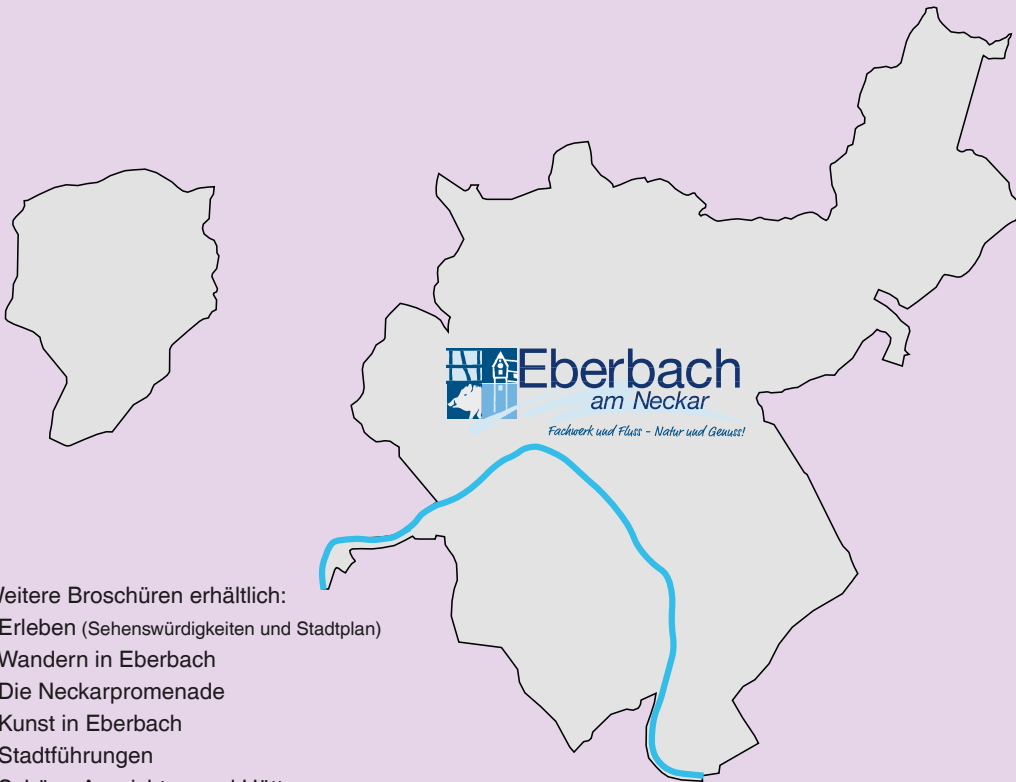 Eberbach
am Neckar
Fachwerk und Fluss - Natur und Genuss!
Weitere Broschüren erhältlich:
Erleben (Sehenswürdigkeiten und Stadtplan)
Wandern in Eberbach
Die Neckarpromenade
Kunst in Eberbach
Stadtführungen